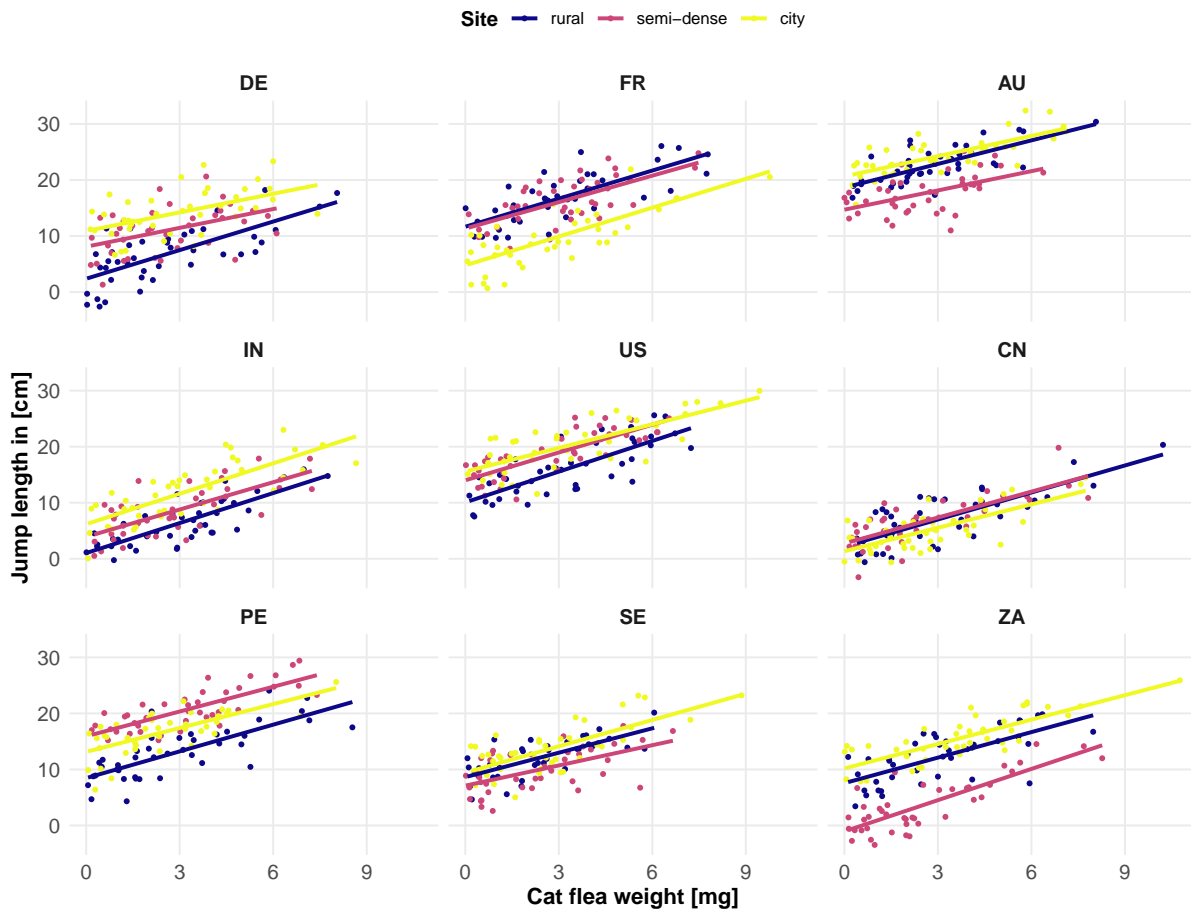 Site rural semi−dense city
DE FR AU
30
20
10
0
IN US CN
30
20
10
0
PE SE ZA
30
20
10
0
0 3 6 9 0 3 6 9 0 3 6 9
Jump length in [cm]
Cat flea weight [mg]